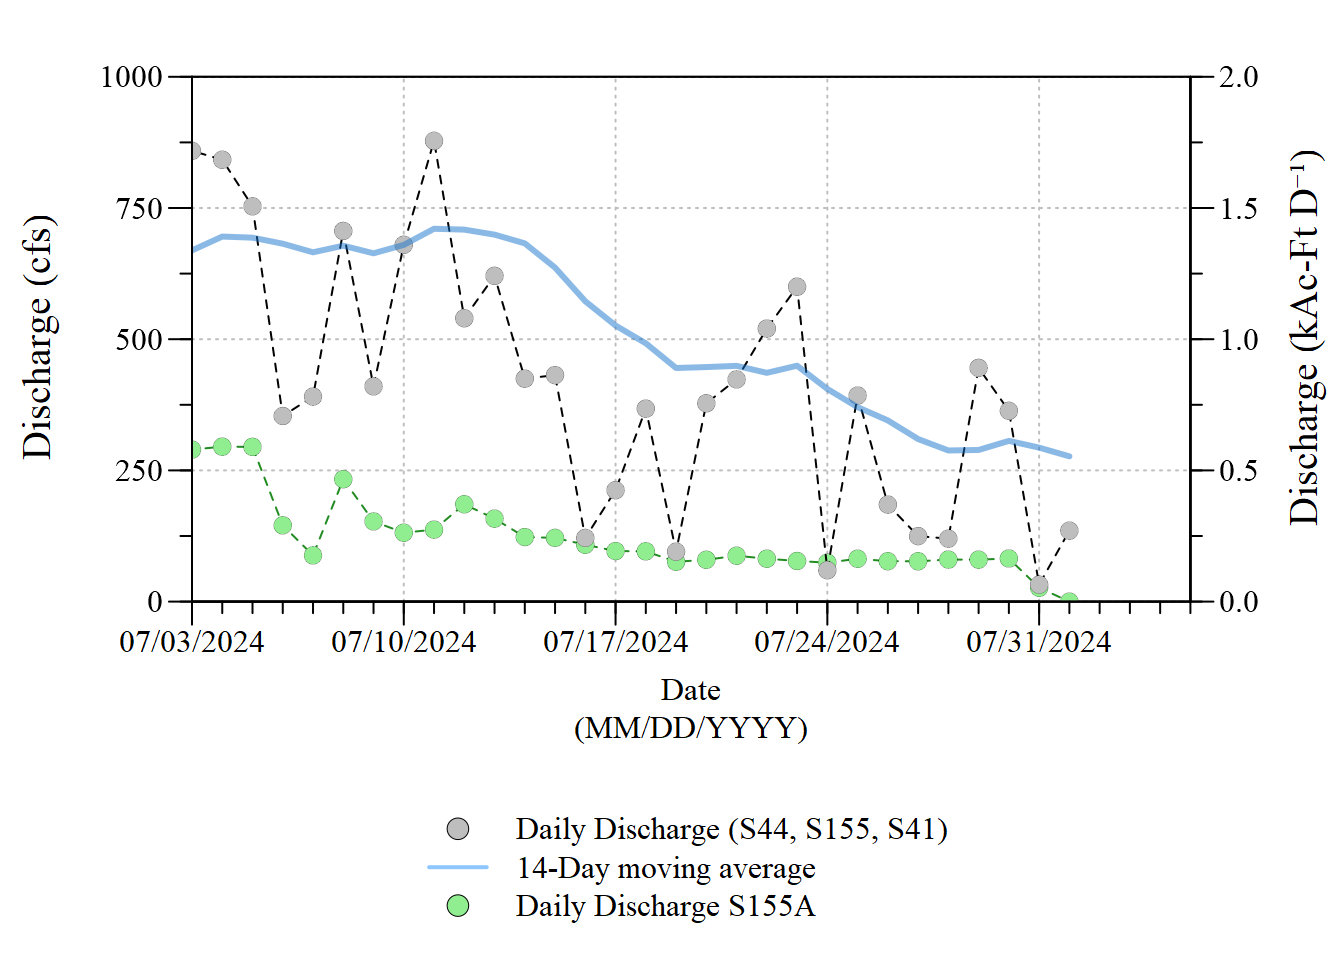 1000
750
500
250
0
Discharge (cfs)
2.0
1.5
1.0
0.5
0.0
Discharge (kAc-Ft D⁻¹)
07/03/2024 07/10/2024 07/17/2024 07/24/2024 07/31/2024
Date
(MM/DD/YYYY)
Daily Discharge (S44, S155, S41)
14-Day moving average
Daily Discharge S155A